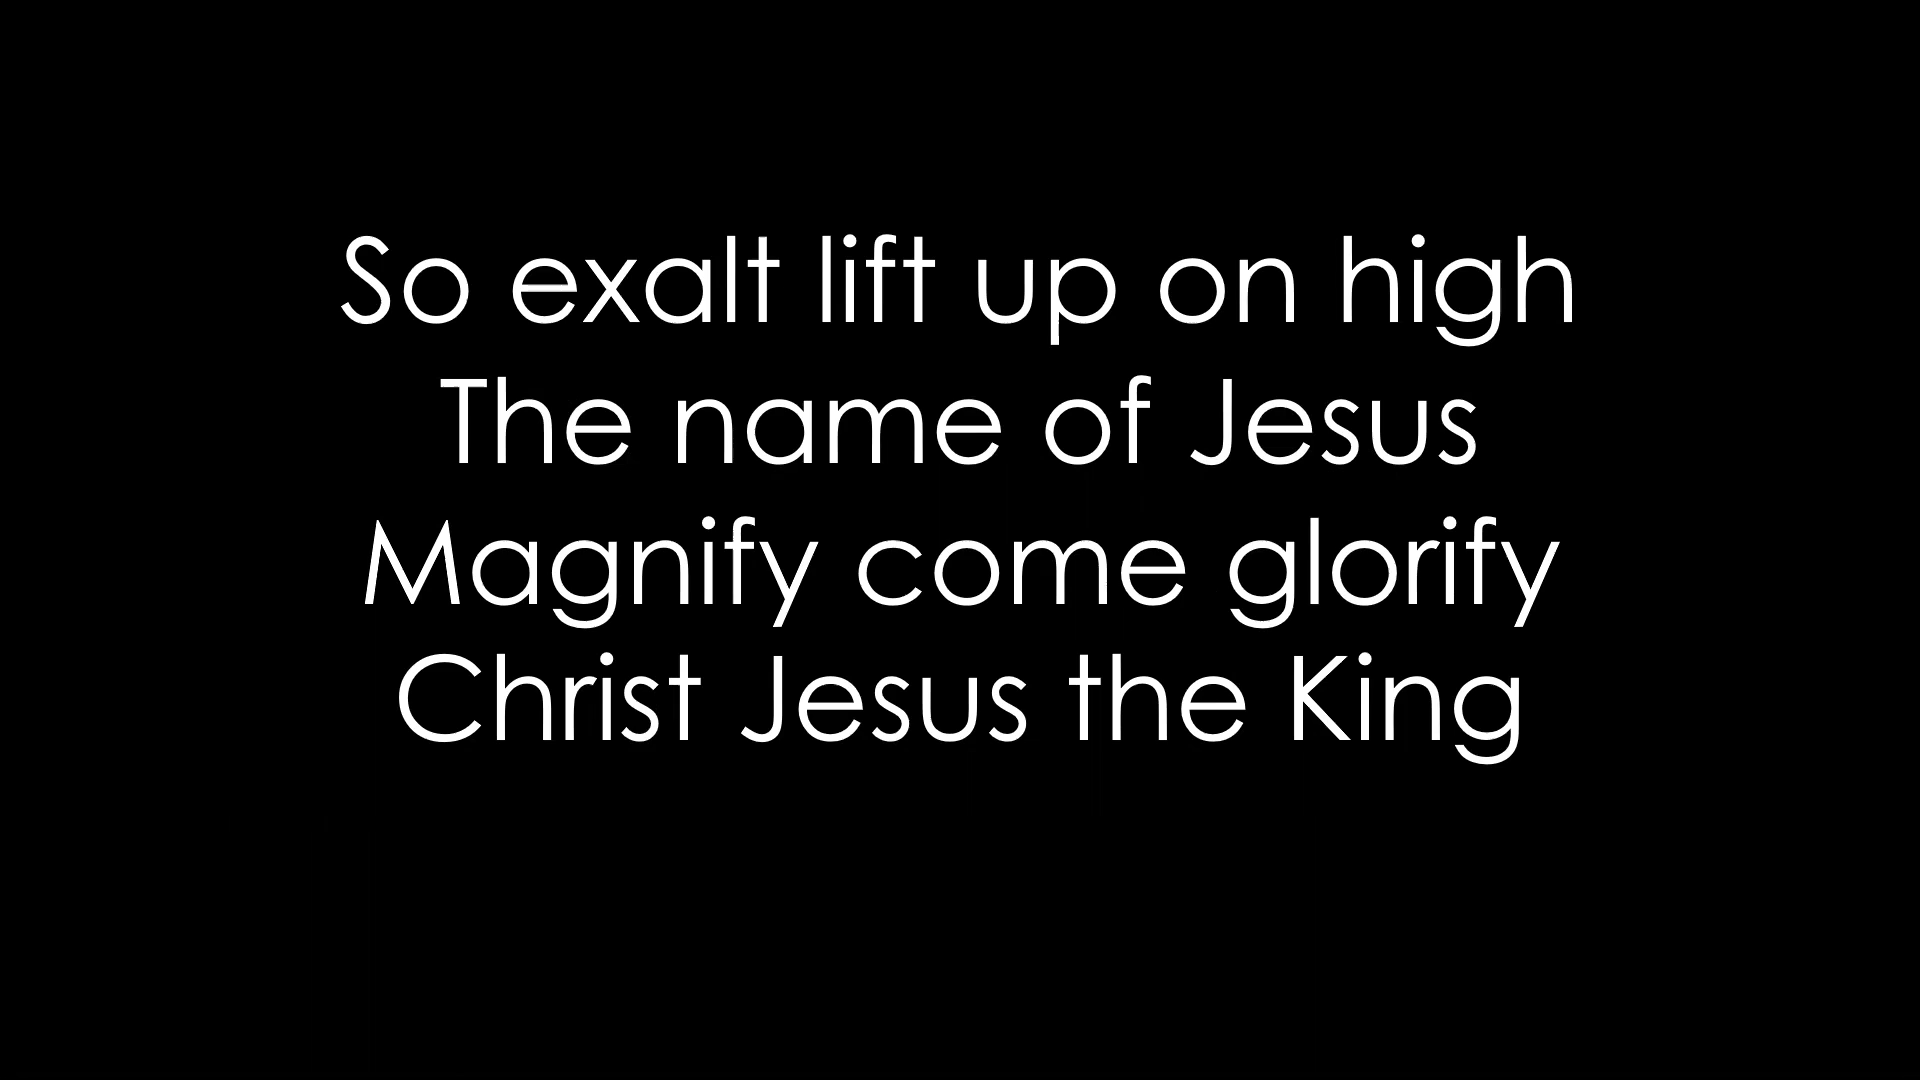 So exalt lift up on high
The name of Jesus
Magnify come glorify
Christ Jesus the King